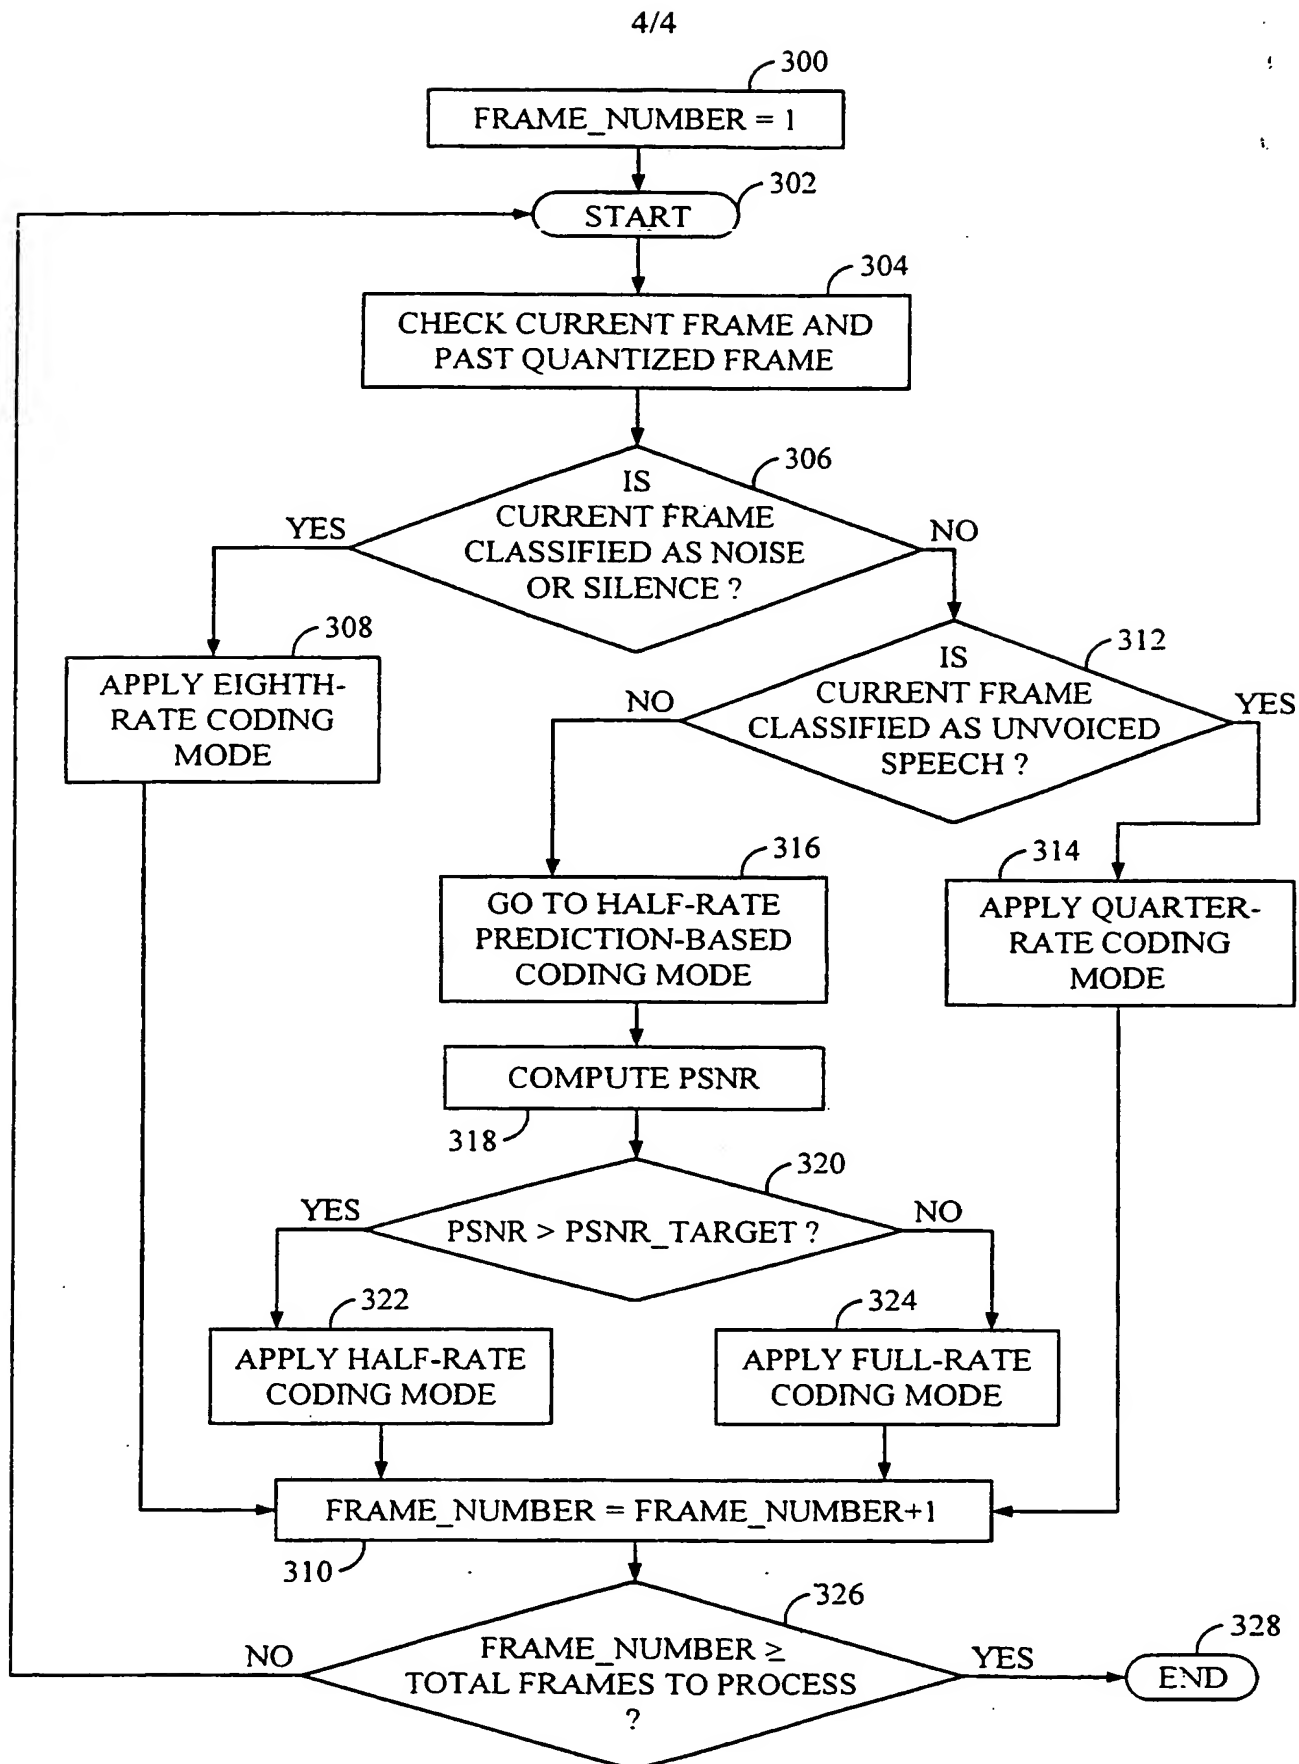 4/4
300
FRAME_NUMBER = 1
302
START
304
CHECK CURRENT FRAME AND
PAST QUANTIZED FRAME
306
IS
CURRENT FRAME
CLASSIFIED AS NOISE
OR SILENCE ?
YES
NO
308
APPLY EIGHTH-
RATE CODING
MODE
312
IS
CURRENT FRAME
CLASSIFIED AS UNVOICED
SPEECH ?
NO
YES
316
GO TO HALF-RATE
PREDICTION-BASED
CODING MODE
314
APPLY QUARTER-
RATE CODING
MODE
COMPUTE PSNR
318
320
PSNR > PSNR_TARGET ?
YES
NO
322
APPLY HALF-RATE
CODING MODE
324
APPLY FULL-RATE
CODING MODE
FRAME_NUMBER = FRAME_NUMBER+1
310
326
FRAME_NUMBER ≥
TOTAL FRAMES TO PROCESS
?
NO
YES
328
END